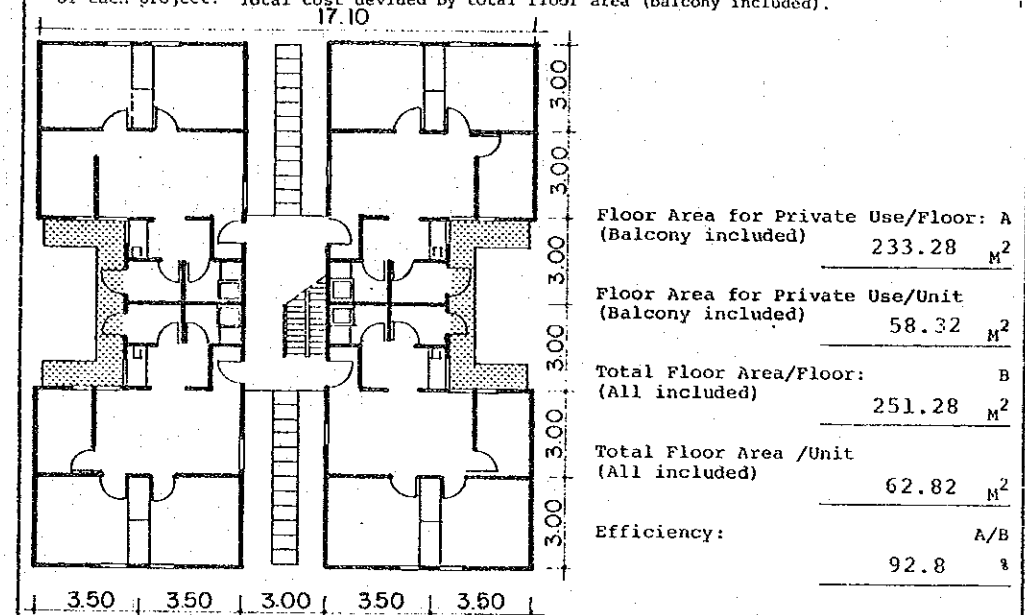 of each project. Total cost devided by total floor area (balcony included).
17.10
3.00
3.00
3.00
3.00
3.00
3.00
3.50 3.50 3.00 3.50 3.50
Floor Area for Private Use/Floor: A
(Balcony included)
233.28 M2
Floor Area for Private Use/Unit
(Balcony included)
58.32 M2
Total Floor Area/Floor: B
(All included)
251.28 M2
Total Floor Area /Unit
(All included)
62.82 M2
Efficiency: A/B
92.8 %